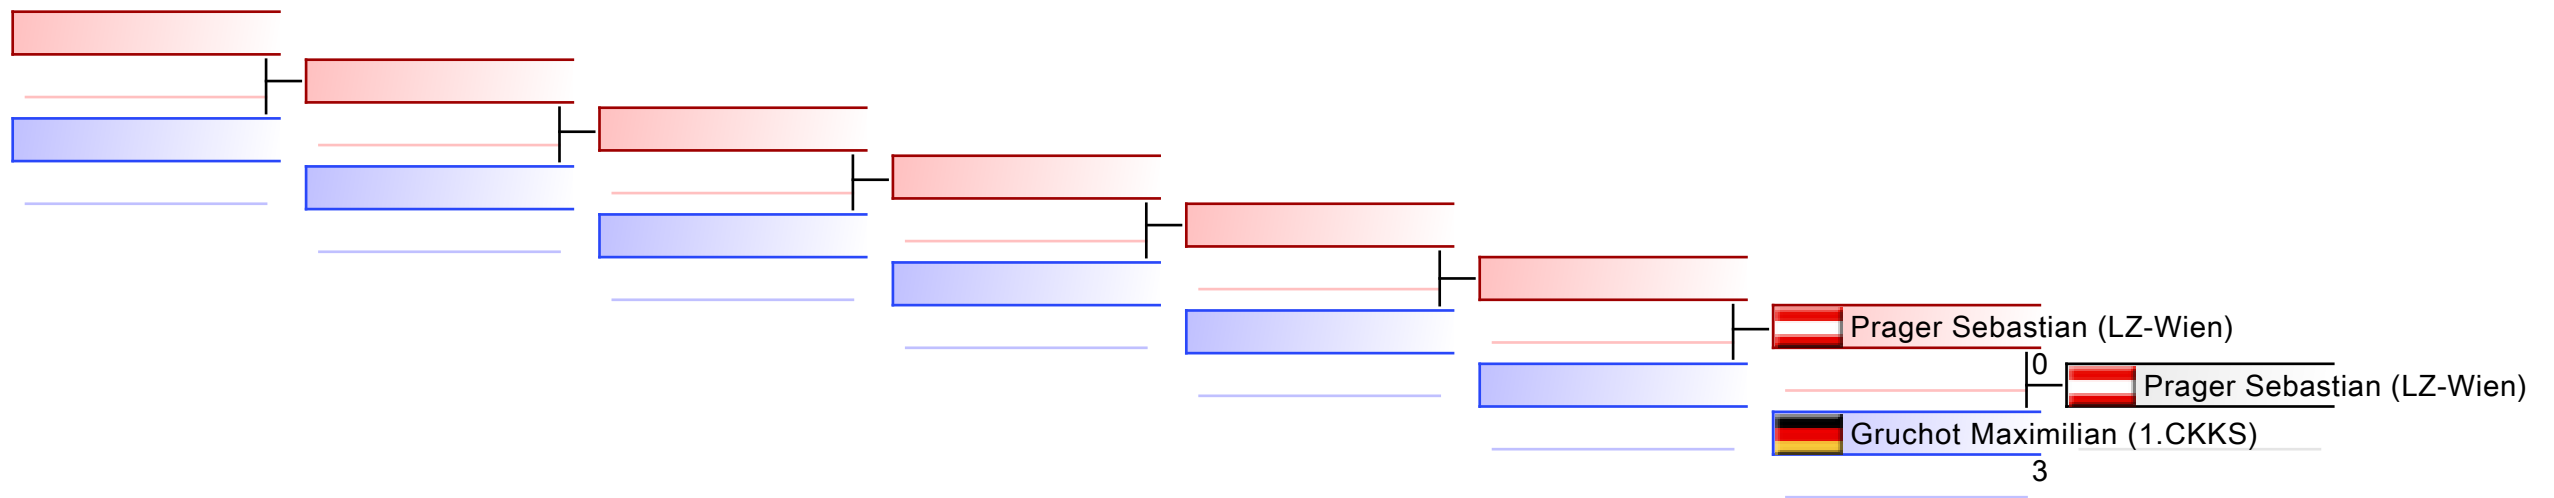 Prager Sebastian (LZ-Wien)
0
Prager Sebastian (LZ-Wien)
Gruchot Maximilian (1.CKKS)
3